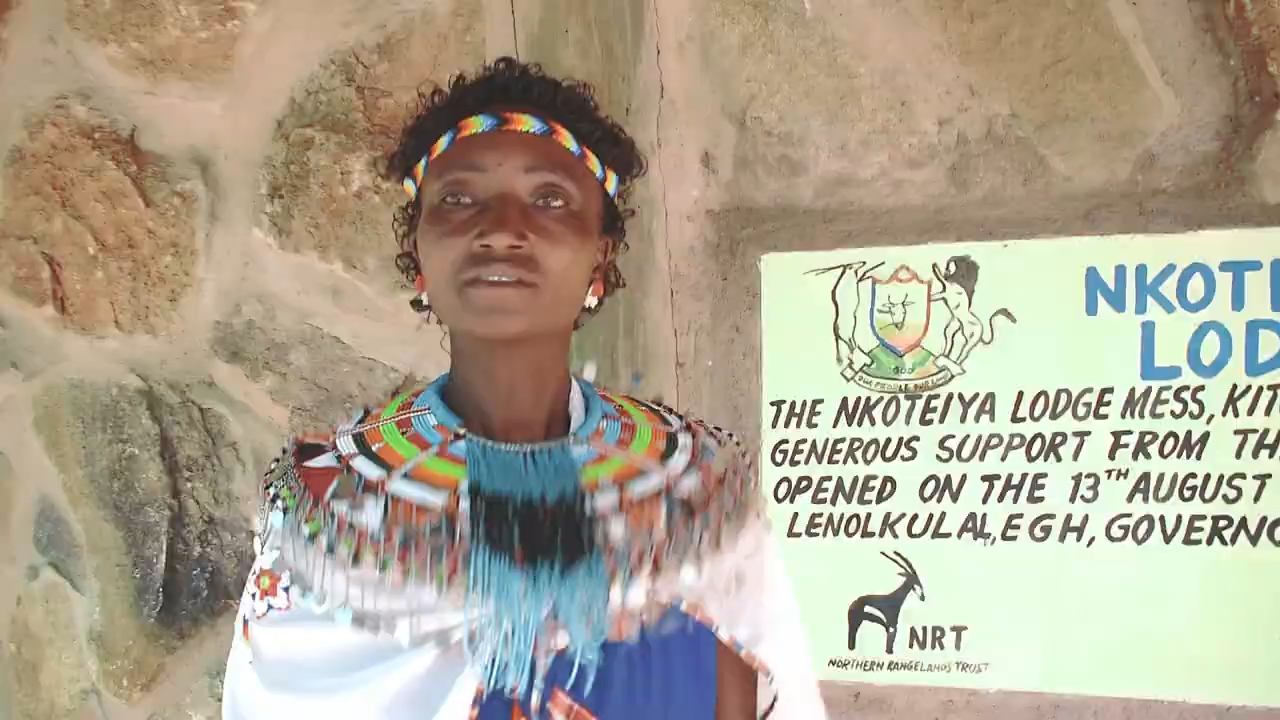 NKOTEI
LOD
THE NKOTEIYA LODGE MESS, KIT
GENEROUS SUPPORT FROM TH
OPENED ON THE 13TH AUGUST
LENOLKULAL, EGH, GOVERNO
NRT
NORTHERN RANGELANDS TRUST